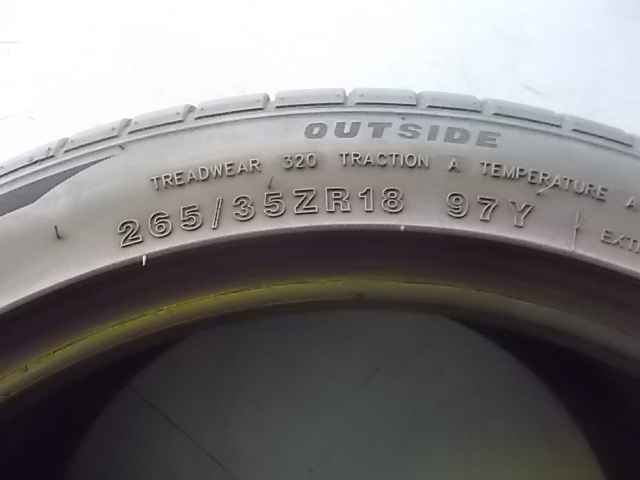 OUTSIDE
TREADWEAR 320 TRACTION A TEMPERATURE A
265/35ZR18 97Y